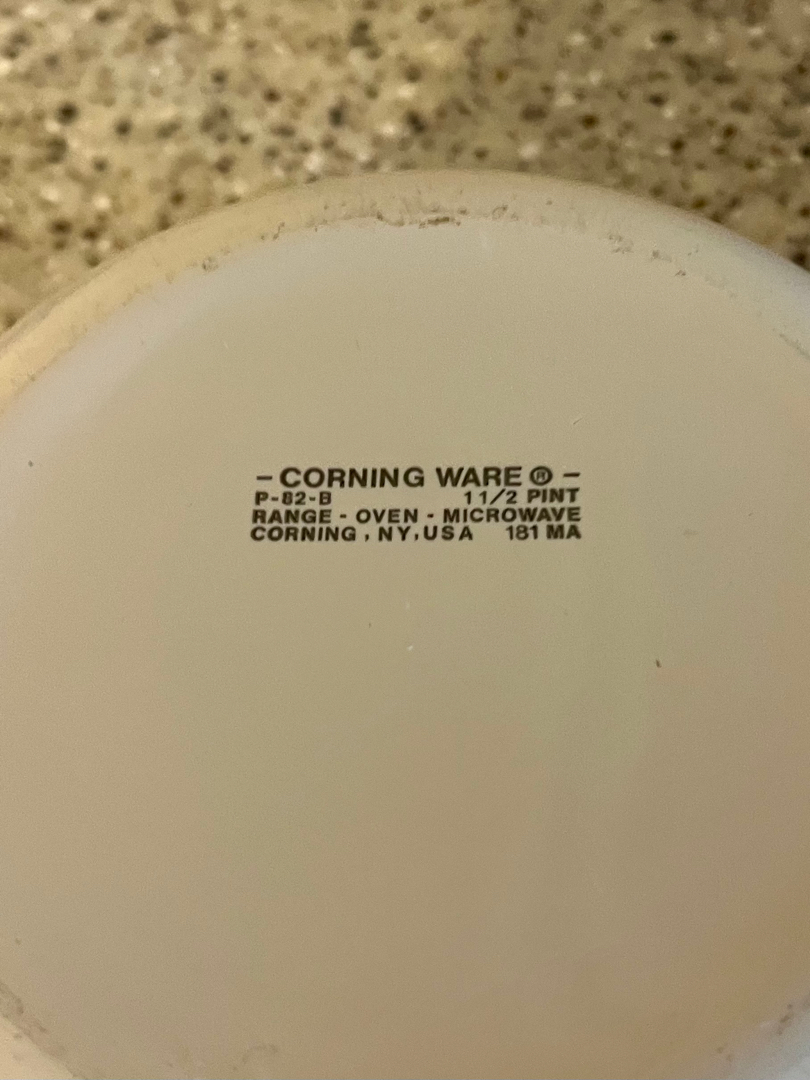 - CORNING WARE ® -
P-82-B 1 1/2 PINT
RANGE - OVEN - MICROWAVE
CORNING , NY, USA 181 MA